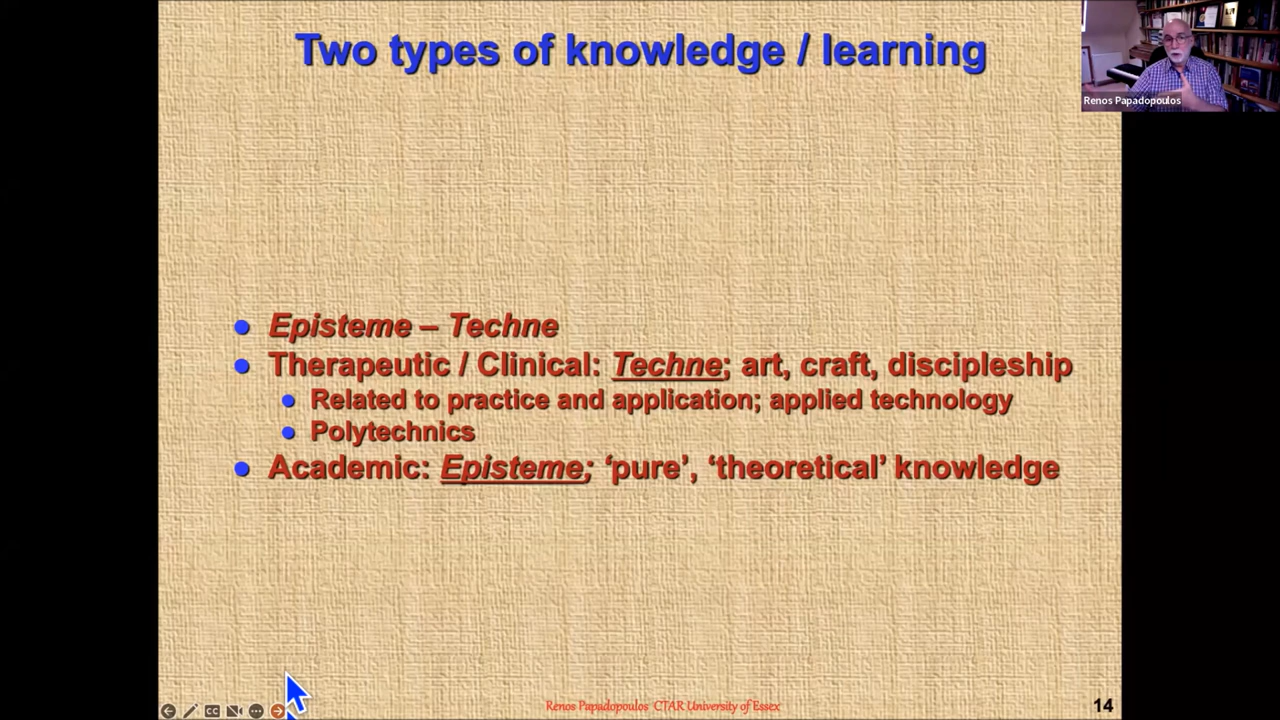 Two types of knowledge / learning
Renos Papadopoulos
Episteme – Techne
Therapeutic / Clinical: Techne; art, craft, discipleship
Related to practice and application; applied technology
Polytechnics
Academic: Episteme; ‘pure’, ‘theoretical’ knowledge
CC
Renos Papadopoulos CTAR University of Essex
14